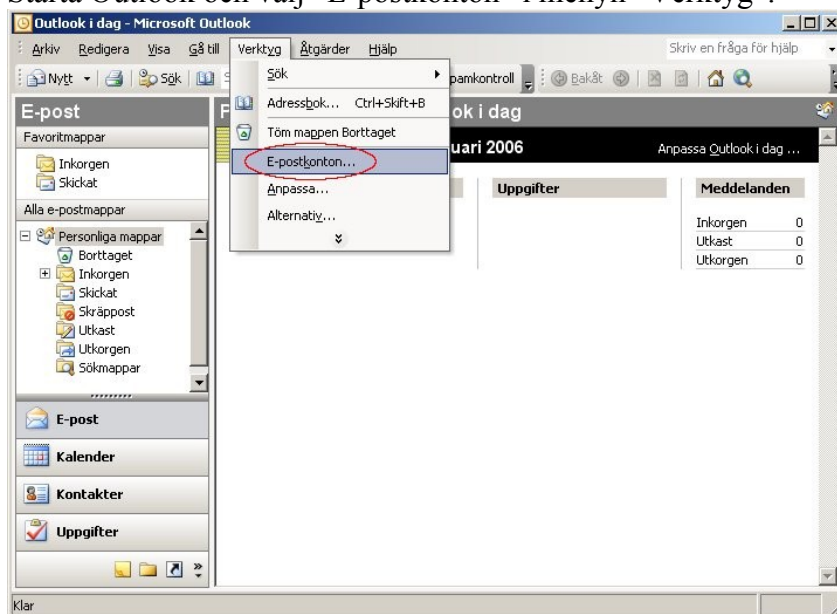 Starta Outlook och välj "E-postkonton" i menyn "Verktyg".
Outlook i dag - Microsoft Outlook
Arkiv Redigera Visa Gå till Verktyg Åtgärder Hjälp Skriv en fråga för hjälp
Nytt Sök pamkontroll Bakåt
E-post
ok i dag
Favoritmappar
Inkorgen
Skickat
Alla e-postmappar
Personliga mappar
Borttaget
Inkorgen
Skickat
Skräppost
Utkast
Utkorgen
Sökmappar
E-post
Kalender
Kontakter
Uppgifter
Sök
Adressbok... Ctrl+Skift+B
Töm mappen Borttaget
E-postkonton...
Anpassa...
Alternativ...
uari 2006 Anpassa Outlook i dag ...
Uppgifter
Meddelanden
Inkorgen 0
Utkast 0
Utkorgen 0
Klar